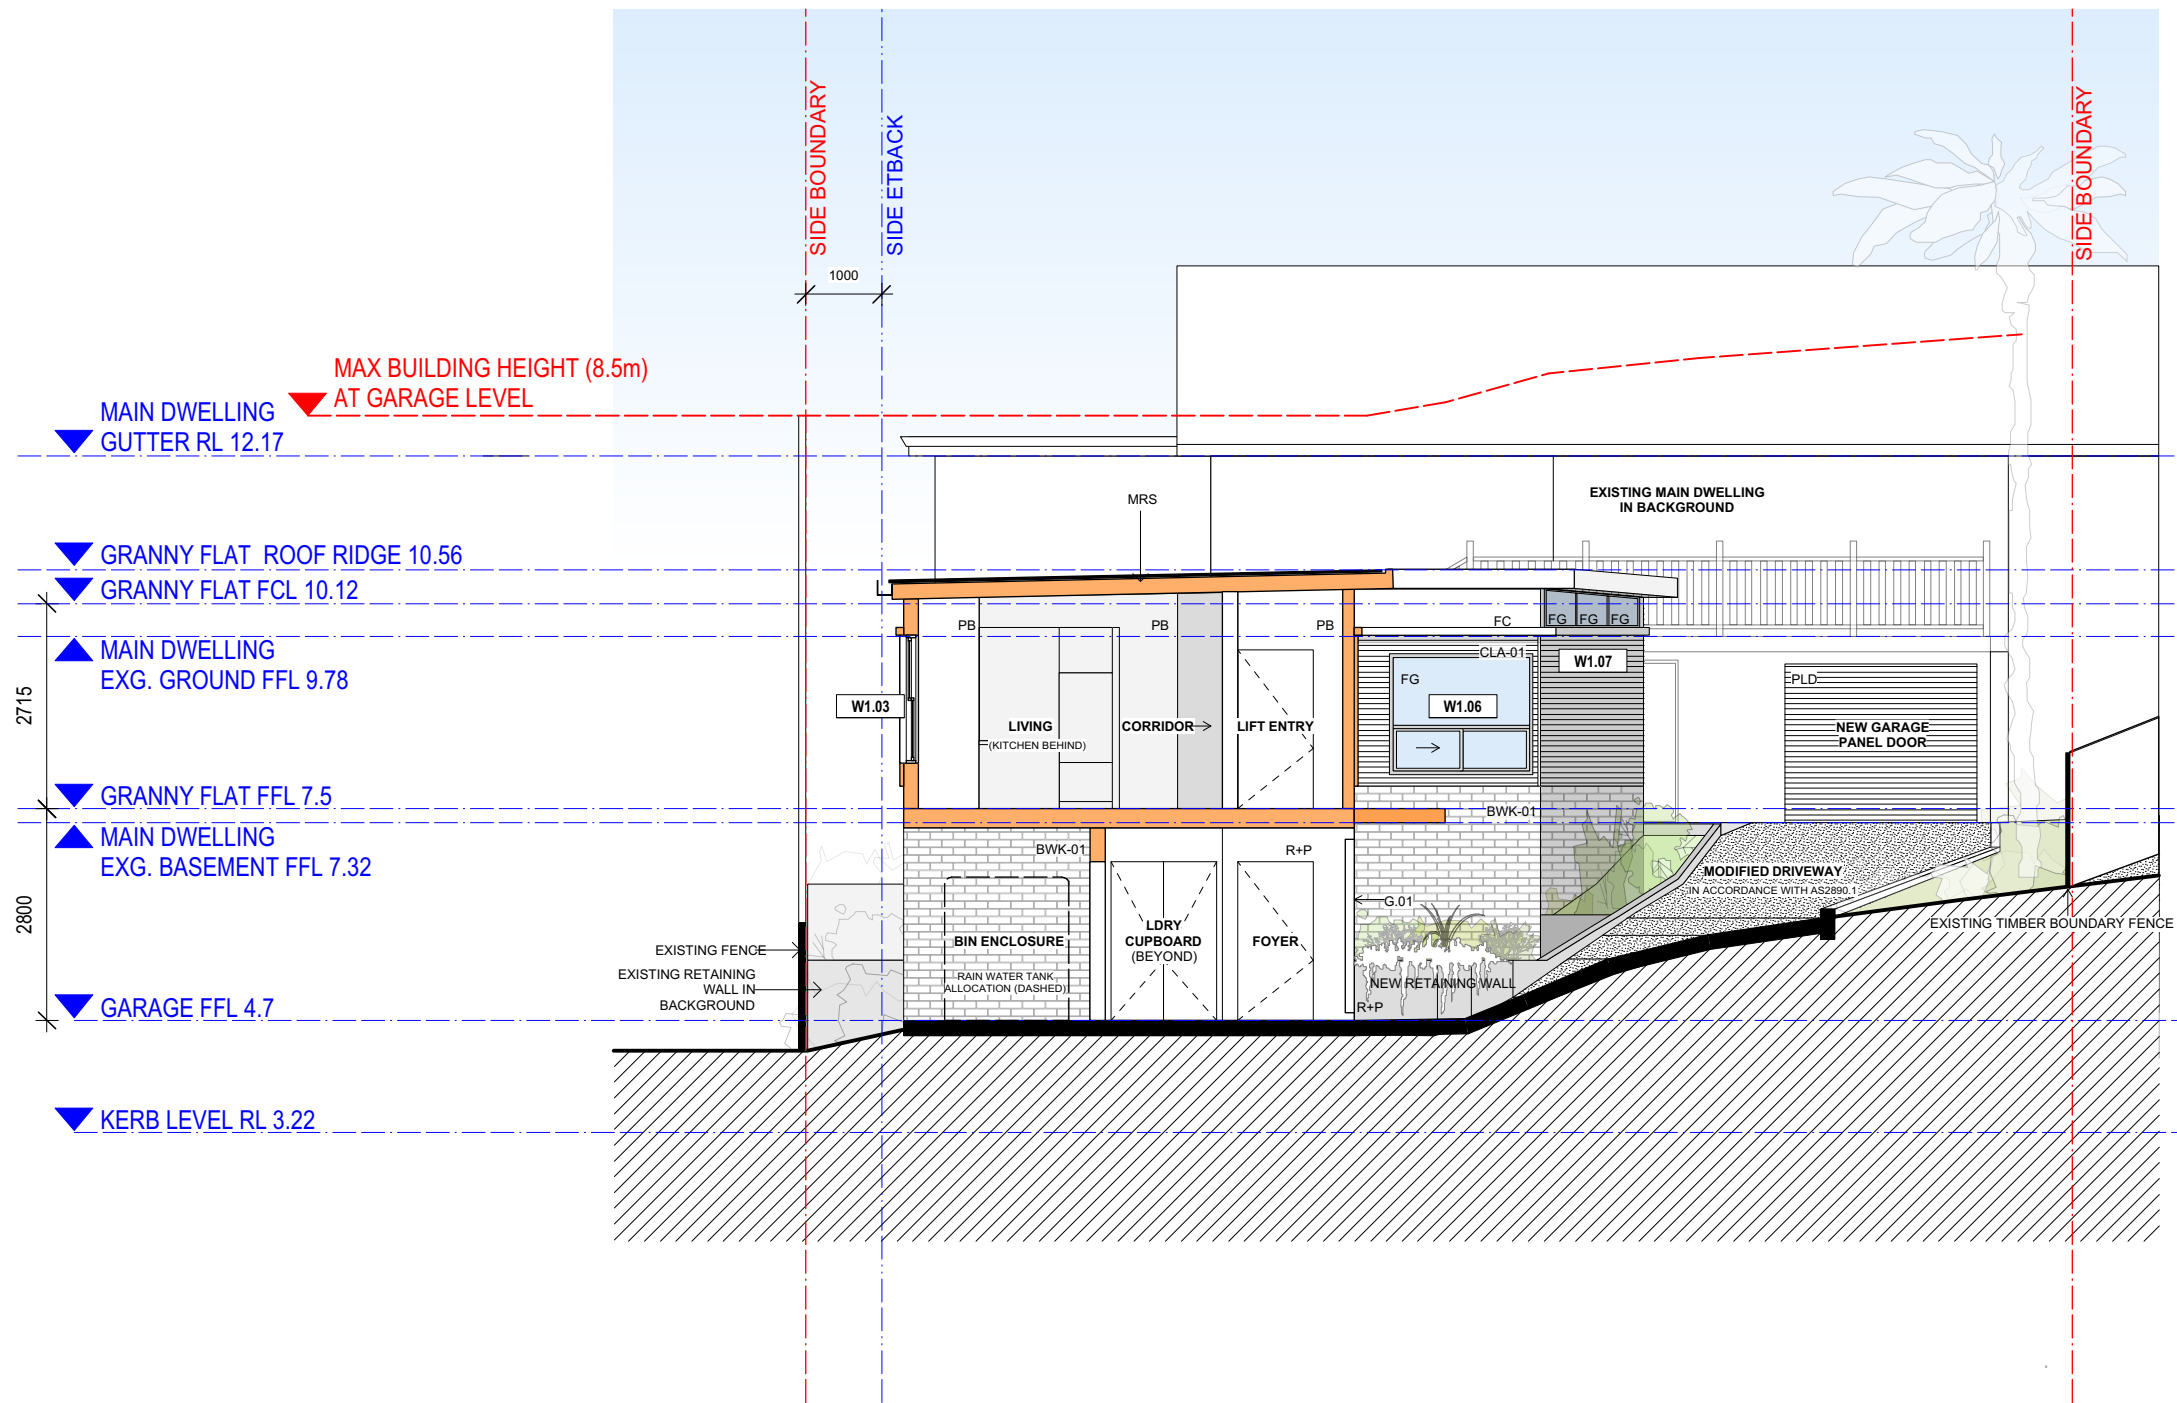 SIDE BOUNDARY
SIDE ETBACK
SIDE BOUNDARY
1000
MAX BUILDING HEIGHT (8.5m)
AT GARAGE LEVEL
MAIN DWELLING
GUTTER RL 12.17
MRS
EXISTING MAIN DWELLING
IN BACKGROUND
GRANNY FLAT ROOF RIDGE 10.56
GRANNY FLAT FCL 10.12
PB
PB
PB
FC
FG
FG
FG
MAIN DWELLING
EXG. GROUND FFL 9.78
2715
CLA-01
W1.07
FG
PLD
W1.03
W1.06
LIVING
(KITCHEN BEHIND)
CORRIDOR
LIFT ENTRY
NEW GARAGE
PANEL DOOR
GRANNY FLAT FFL 7.5
BWK-01
MAIN DWELLING
EXG. BASEMENT FFL 7.32
2800
BWK-01
R+P
MODIFIED DRIVEWAY
IN ACCORDANCE WITH AS2890.1
G.01
EXISTING TIMBER BOUNDARY FENCE
EXISTING FENCE
BIN ENCLOSURE
LDRY
CUPBOARD
(BEYOND)
FOYER
EXISTING RETAINING
WALL IN
BACKGROUND
RAIN WATER TANK
ALLOCATION (DASHED)
NEW RETAINING WALL
R+P
GARAGE FFL 4.7
KERB LEVEL RL 3.22